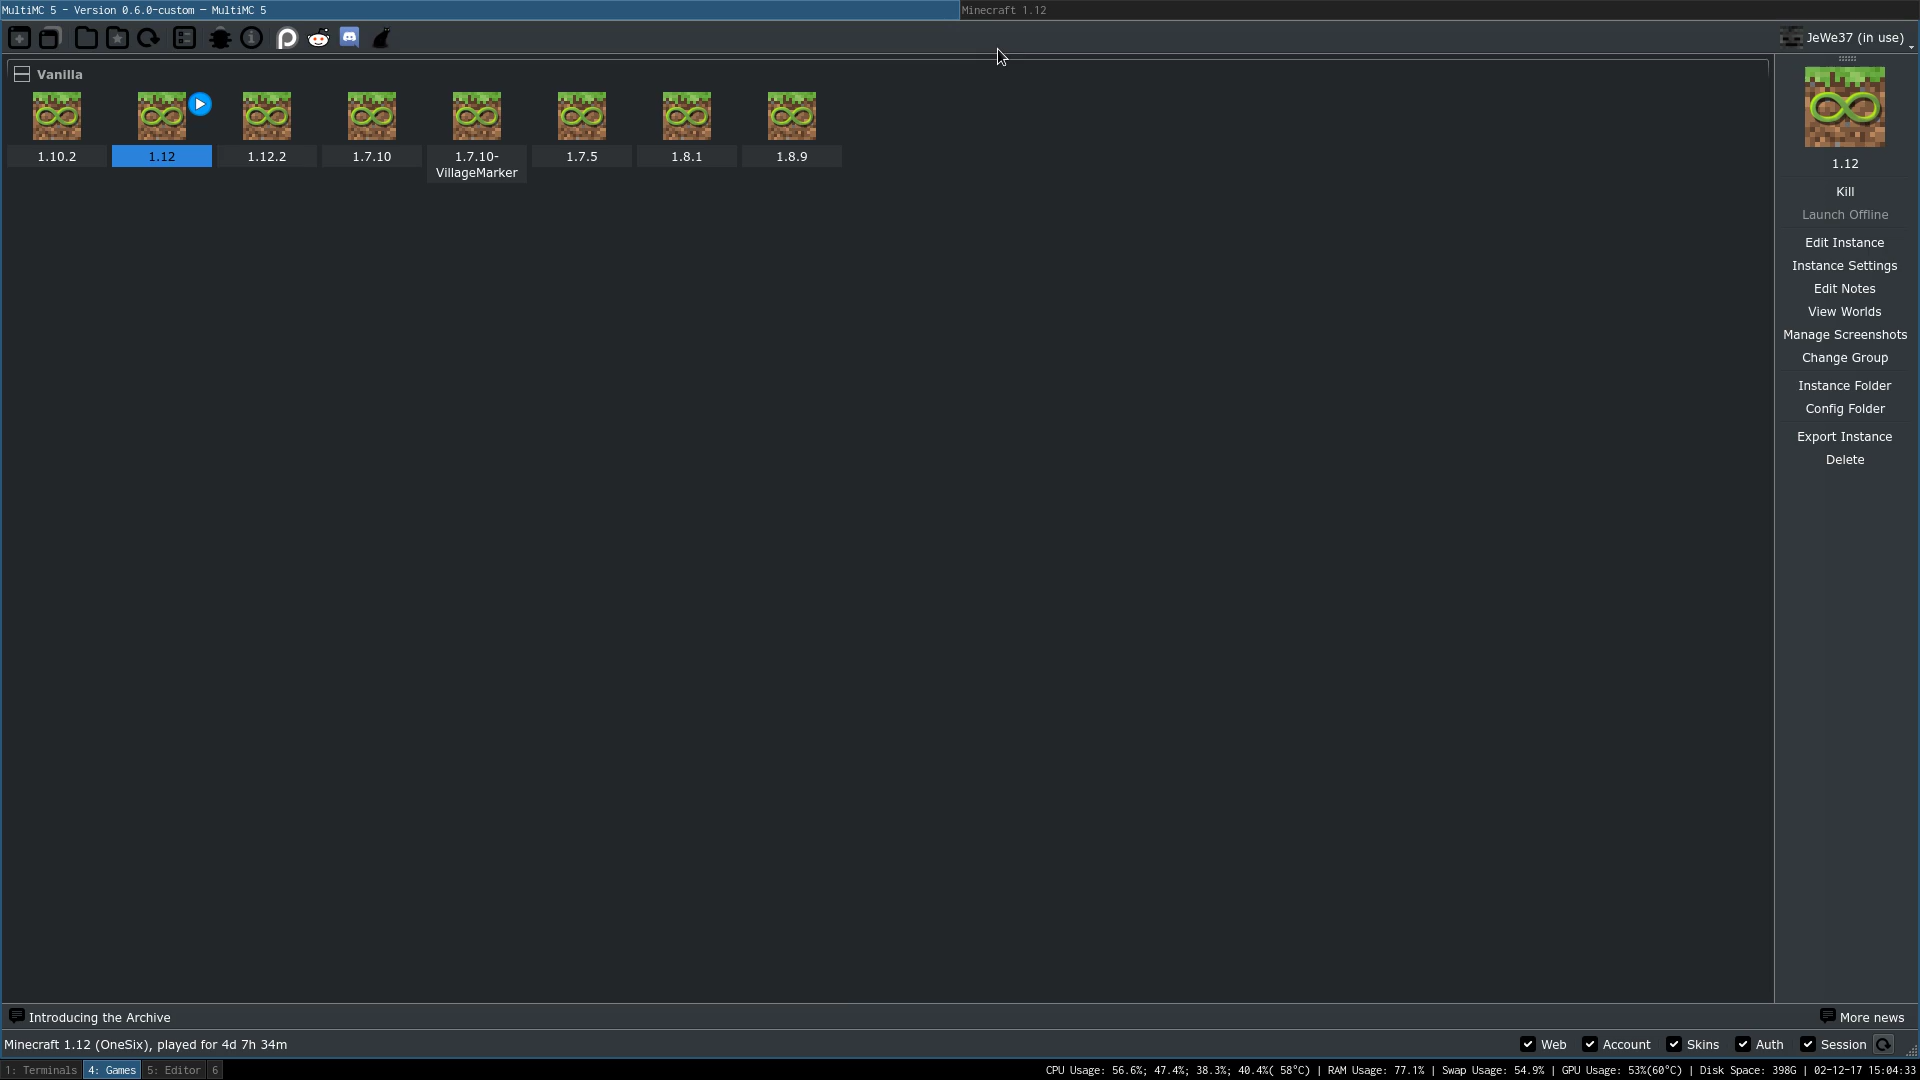 MultiMC 5 - Version 0.6.0-custom — MultiMC 5
Minecraft 1.12
JeWe37 (in use)
Vanilla
1.10.2
1.12
1.12.2
1.7.10
1.7.10-
VillageMarker
1.7.5
1.8.1
1.8.9
1.12
Kill
Launch Offline
Edit Instance
Instance Settings
Edit Notes
View Worlds
Manage Screenshots
Change Group
Instance Folder
Config Folder
Export Instance
Delete
Introducing the Archive
More news
Minecraft 1.12 (OneSix), played for 4d 7h 34m
Web
Account
Skins
Auth
Session
1: Terminals
4: Games
5: Editor
6
CPU Usage: 56.6%; 47.4%; 38.3%; 40.4%( 58°C) | RAM Usage: 77.1% | Swap Usage: 54.9% | GPU Usage: 53%(60°C) | Disk Space: 398G | 02-12-17 15:04:33